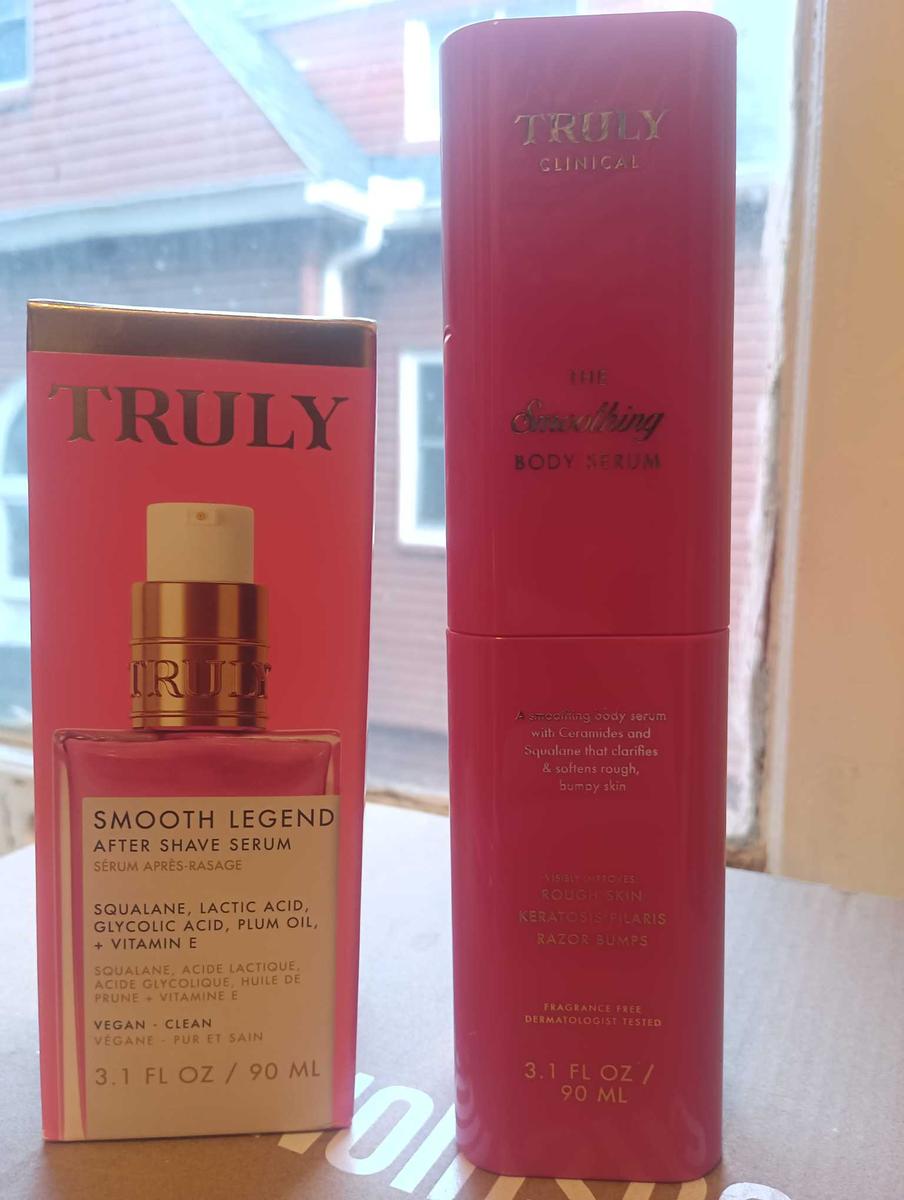 TRULY
TRULY
SMOOTH LEGEND
AFTER SHAVE SERUM
SÉRUM APRÈS-RASAGE
SQUALANE, LACTIC ACID,
GLYCOLIC ACID, PLUM OIL,
+ VITAMIN E
SQUALANE, ACIDE LACTIQUE,
ACIDE GLYCOLIQUE, HUILE DE
PRUNE + VITAMINE E
VEGAN - CLEAN
VÉGANE - PUR ET SAIN
3.1 FL OZ / 90 ML
TRULY
CLINICAL
THE
Smoothing
BODY SERUM
A smoothing body serum
with Ceramides and
Squalane that clarifies
& softens rough,
bumpy skin
VISIBLY IMPROVES:
ROUGH SKIN
KERATOSIS PILARIS
RAZOR BUMPS
FRAGRANCE FREE
DERMATOLOGIST TESTED
3.1 FL OZ /
90 ML